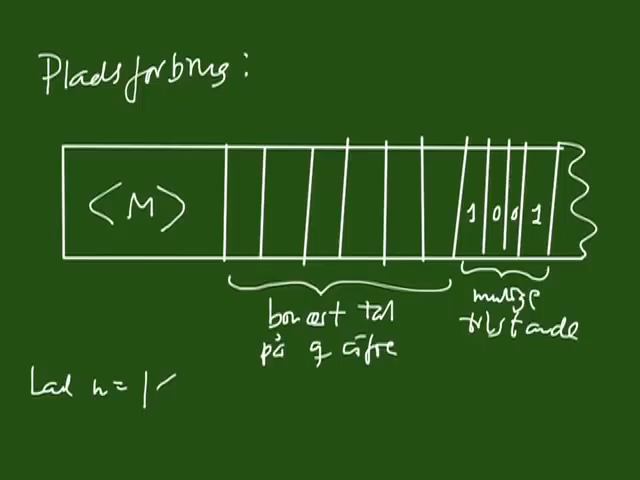 Pladsforbrug:
<M> 1 0 0 1
binært tal
på q cifre
mulige
tilstande
Lad n = |<